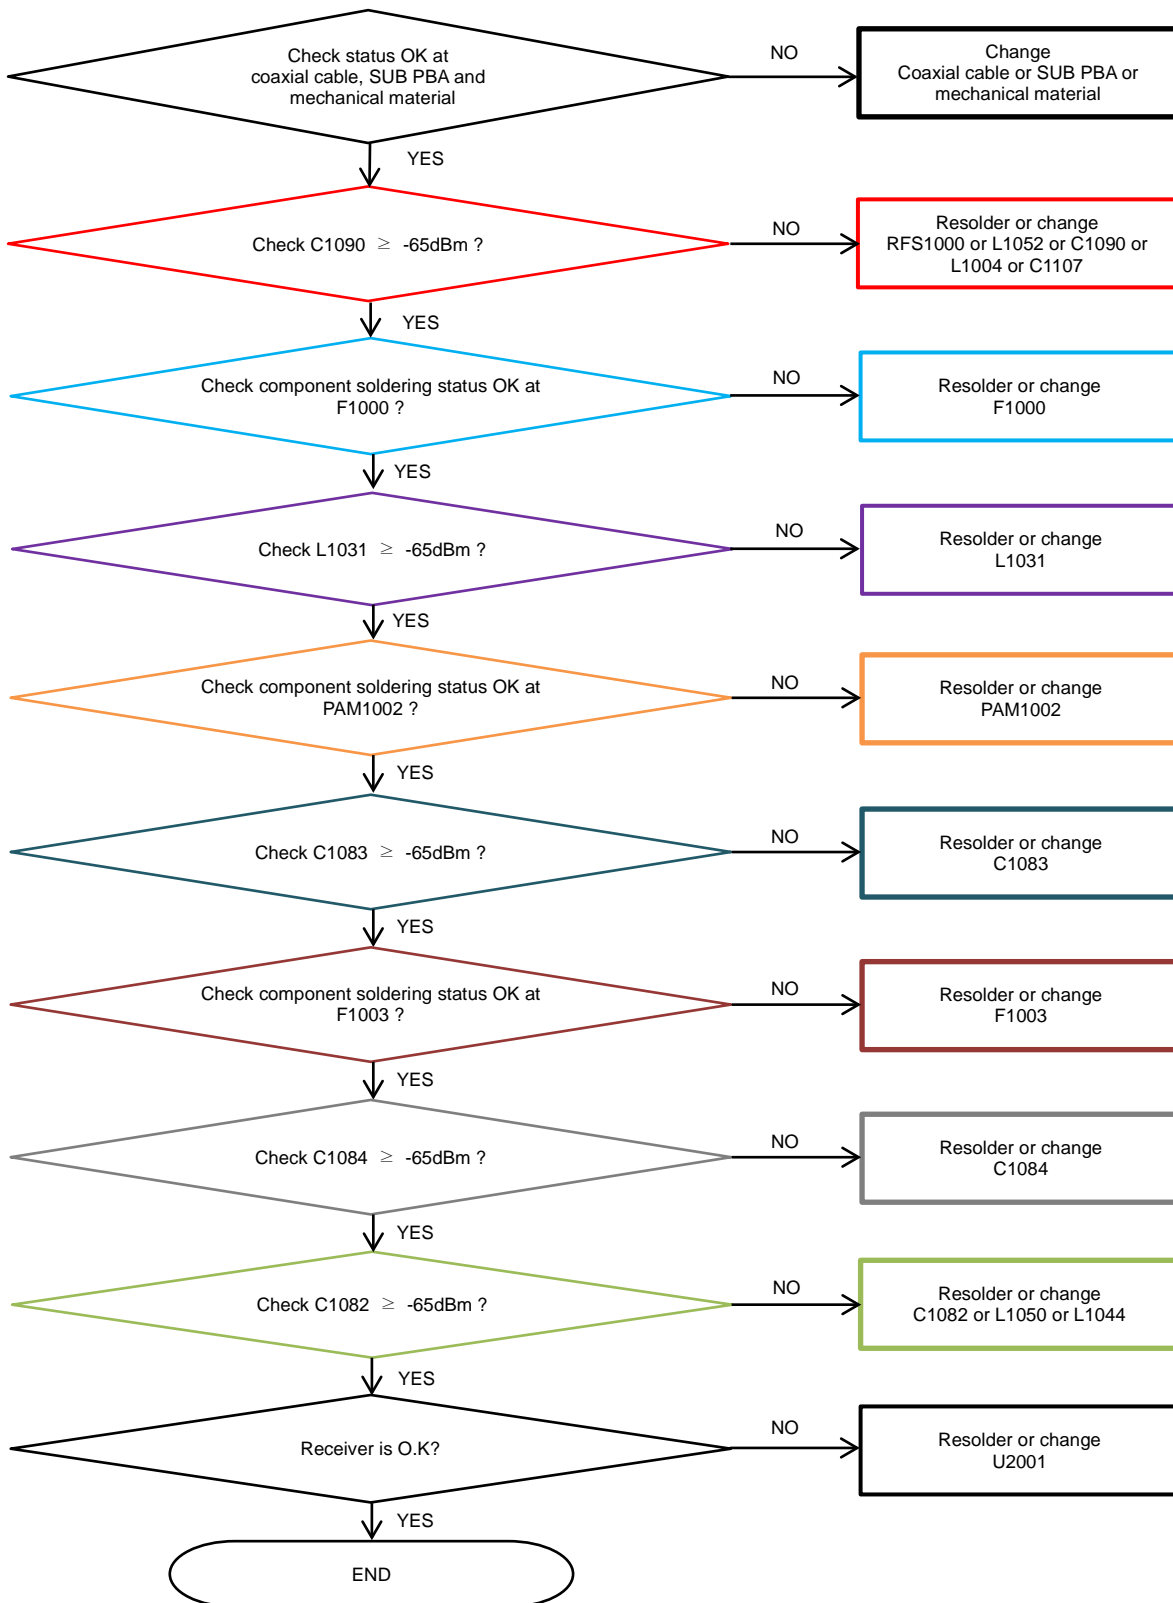 Check status OK at
coaxial cable, SUB PBA and
mechanical material
NO
Change
Coaxial cable or SUB PBA or
mechanical material
YES
Check C1090 ≥ -65dBm ?
NO
Resolder or change
RFS1000 or L1052 or C1090 or
L1004 or C1107
YES
Check component soldering status OK at
F1000 ?
NO
Resolder or change
F1000
YES
Check L1031 ≥ -65dBm ?
NO
Resolder or change
L1031
YES
Check component soldering status OK at
PAM1002 ?
NO
Resolder or change
PAM1002
YES
Check C1083 ≥ -65dBm ?
NO
Resolder or change
C1083
YES
Check component soldering status OK at
F1003 ?
NO
Resolder or change
F1003
YES
Check C1084 ≥ -65dBm ?
NO
Resolder or change
C1084
YES
Check C1082 ≥ -65dBm ?
NO
Resolder or change
C1082 or L1050 or L1044
YES
Receiver is O.K?
NO
Resolder or change
U2001
YES
END